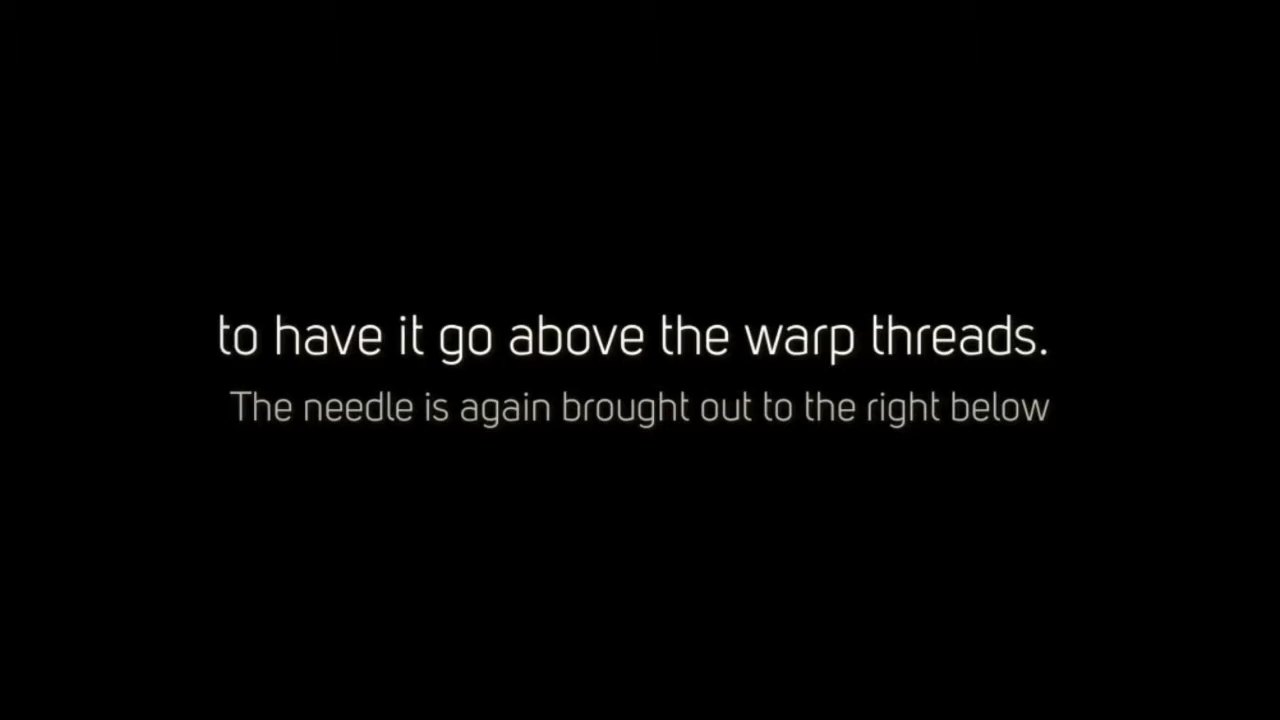 to have it go above the warp threads.
The needle is again brought out to the right below